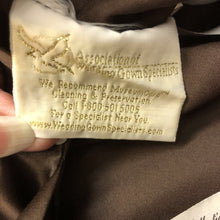 Association of
Wedding Gown Specialists
We Recommend Museum Care
Cleaning & Preservation.
Call 1-800-501-5005
For a Specialist Near You
www.WeddingGownSpecialists.com